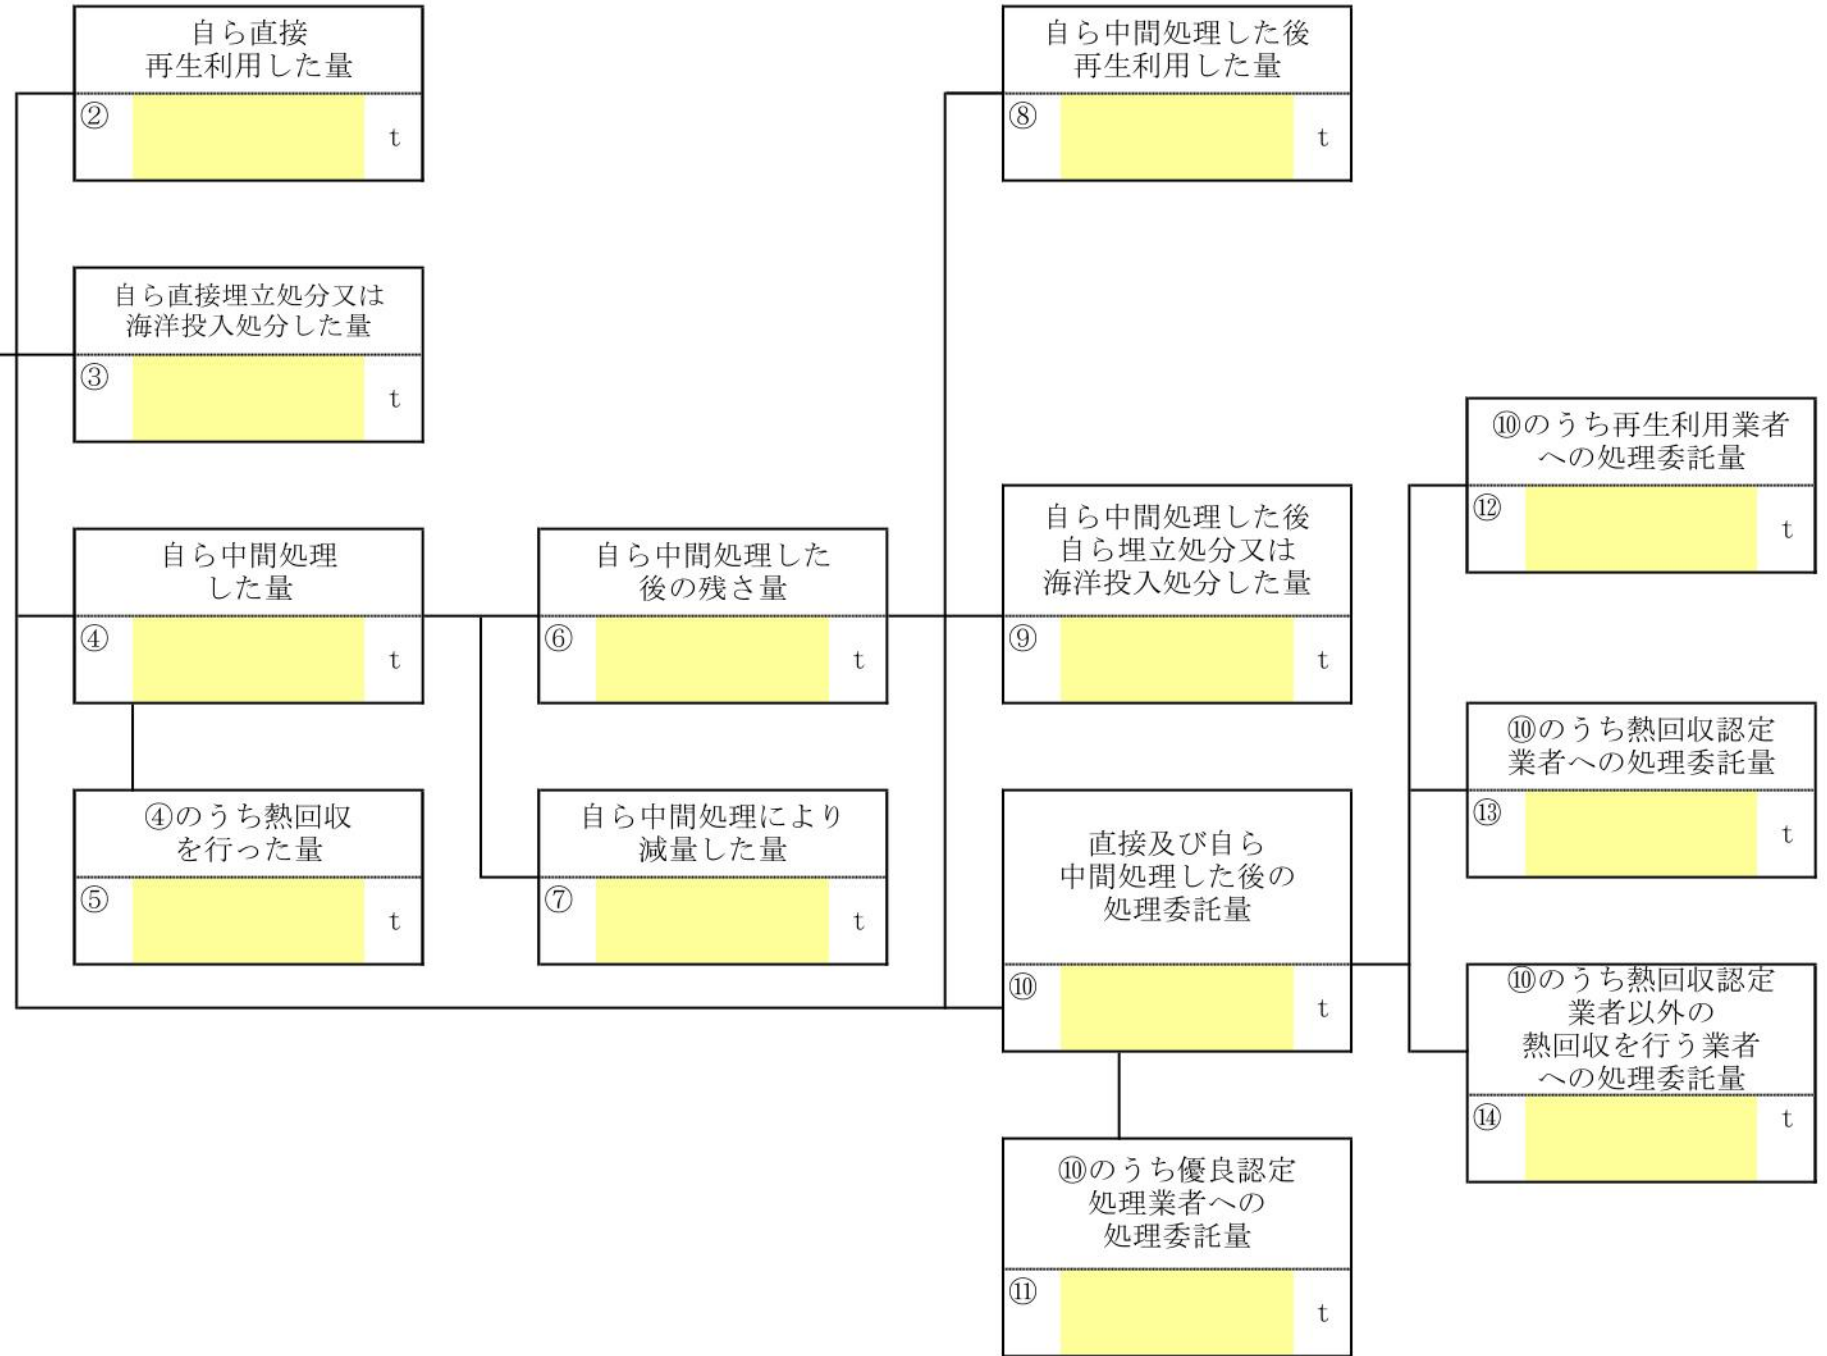 自ら直接
再生利用した量
②
t
自ら中間処理した後
再生利用した量
⑧
t
自ら直接埋立処分又は
海洋投入処分した量
③
t
⑩のうち再生利用業者
への処理委託量
⑫
t
自ら中間処理
した量
④
t
自ら中間処理した
後の残さ量
⑥
t
自ら中間処理した後
自ら埋立処分又は
海洋投入処分した量
⑨
t
⑩のうち熱回収認定
業者への処理委託量
⑬
t
④のうち熱回収
を行った量
⑤
t
自ら中間処理により
減量した量
⑦
t
直接及び自ら
中間処理した後の
処理委託量
⑩
t
⑩のうち熱回収認定
業者以外の
熱回収を行う業者
への処理委託量
⑭
t
⑩のうち優良認定
処理業者への
処理委託量
⑪
t